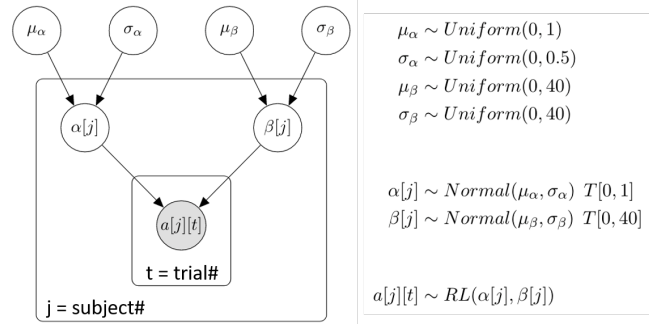 μ_α σ_α μ_β σ_β
α[j] β[j]
a[j][t]
t = trial#
j = subject#
μ_α ∼ Uniform(0, 1)
σ_α ∼ Uniform(0, 0.5)
μ_β ∼ Uniform(0, 40)
σ_β ∼ Uniform(0, 40)
α[j] ∼ Normal(μ_α, σ_α) T[0, 1]
β[j] ∼ Normal(μ_β, σ_β) T[0, 40]
a[j][t] ∼ RL(α[j], β[j])